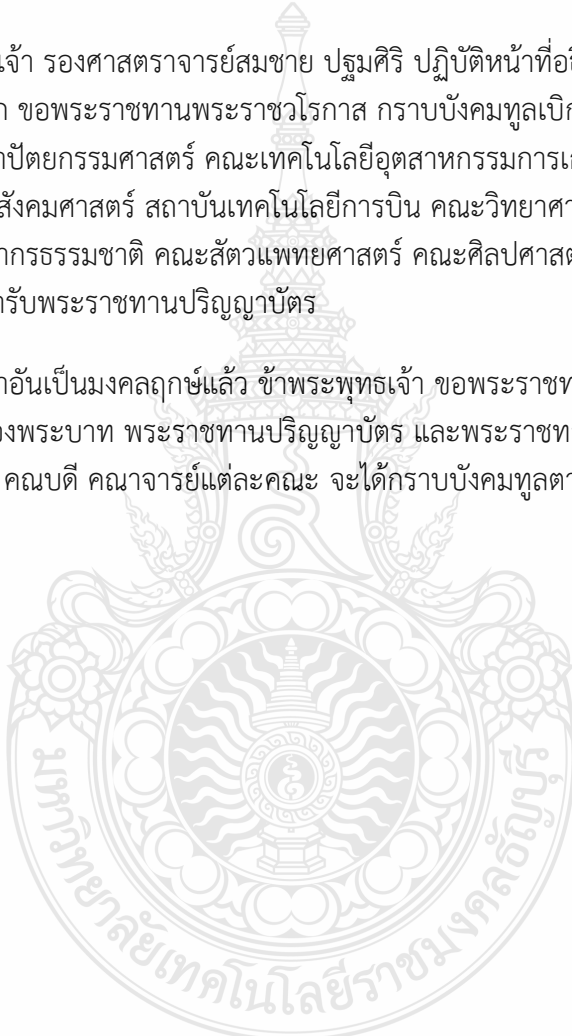 เจ้า รองศาสตราจารย์สมชาย ปฐมศิริ ปฏิบัติหน้าที่อธิ
ขอพระราชทานพระราชวโรกาส กราบบังคมทูลเบิก
ปัตยกรรมศาสตร์ คณะเทคโนโลยีอุตสาหกรรมการเก
สังคมศาสตร์ สถาบันเทคโนโลยีการบิน คณะวิทยาศา
ากรธรรมชาติ คณะสัตวแพทยศาสตร์ คณะศิลปศาสต
ารับพระราชทานปริญญาบัตร
าอันเป็นมงคลฤกษ์แล้ว ข้าพระพุทธเจ้า ขอพระราชท
องพระบาท พระราชทานปริญญาบัตร และพระราชท
คณบดี คณาจารย์แต่ละคณะ จะได้กราบบังคมทูลต
มหาวิทยาลัยเทคโนโลยีราชมงคลธัญบุรี